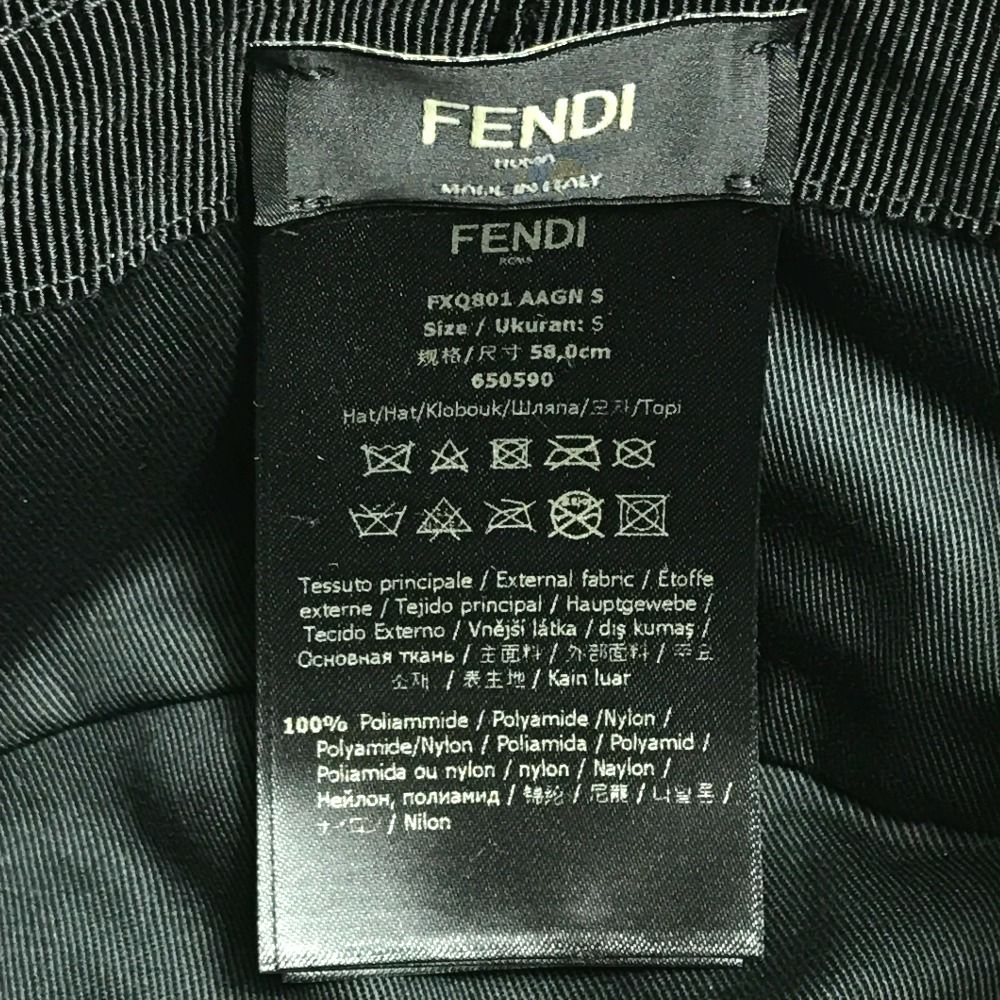 FENDI
ROMA
MADE IN ITALY
FENDI
ROMA
FXQ801 AAGN S
Size / Ukuran: S
规格/尺寸 58,0cm
650590
Hat/Hat/Klobouk/Шляпа/모자/Topi
Tessuto principale / External fabric / Étoffe
externe / Tejido principal / Hauptgewebe /
Tecido Externo / Vnější látka / dış kumaş /
Основная ткань / 主面料 / 外部面料 / 주요
소재 / 表生地 / Kain luar
100% Poliammide / Polyamide /Nylon /
Polyamide/Nylon / Poliamida / Polyamid /
Poliamida ou nylon / nylon / Naylon /
Нейлон, полиамид / 锦纶 / 尼龍 / 나일론 /
ナイロン / Nilon